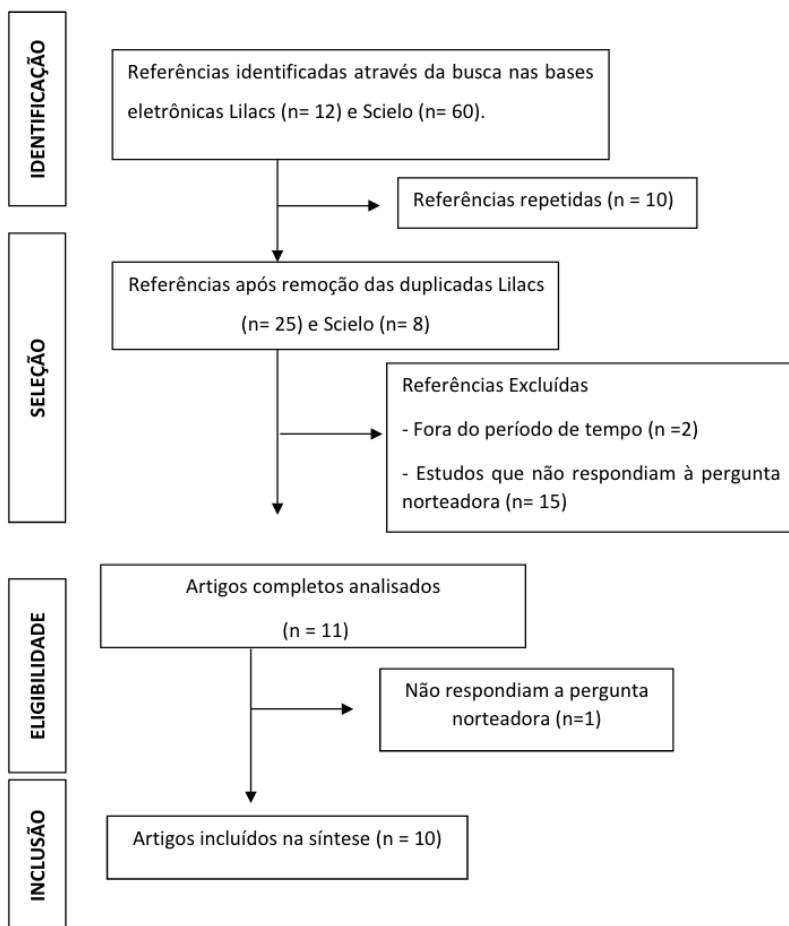 IDENTIFICAÇÃO
Referências identificadas através da busca nas bases
eletrônicas Lilacs (n= 12) e Scielo (n= 60).
Referências repetidas (n = 10)
SELEÇÃO
Referências após remoção das duplicadas Lilacs
(n= 25) e Scielo (n= 8)
Referências Excluídas
- Fora do período de tempo (n =2)
- Estudos que não respondiam à pergunta
norteadora (n= 15)
ELIGIBILIDADE
Artigos completos analisados
(n = 11)
Não respondiam a pergunta
norteadora (n=1)
INCLUSÃO
Artigos incluídos na síntese (n = 10)